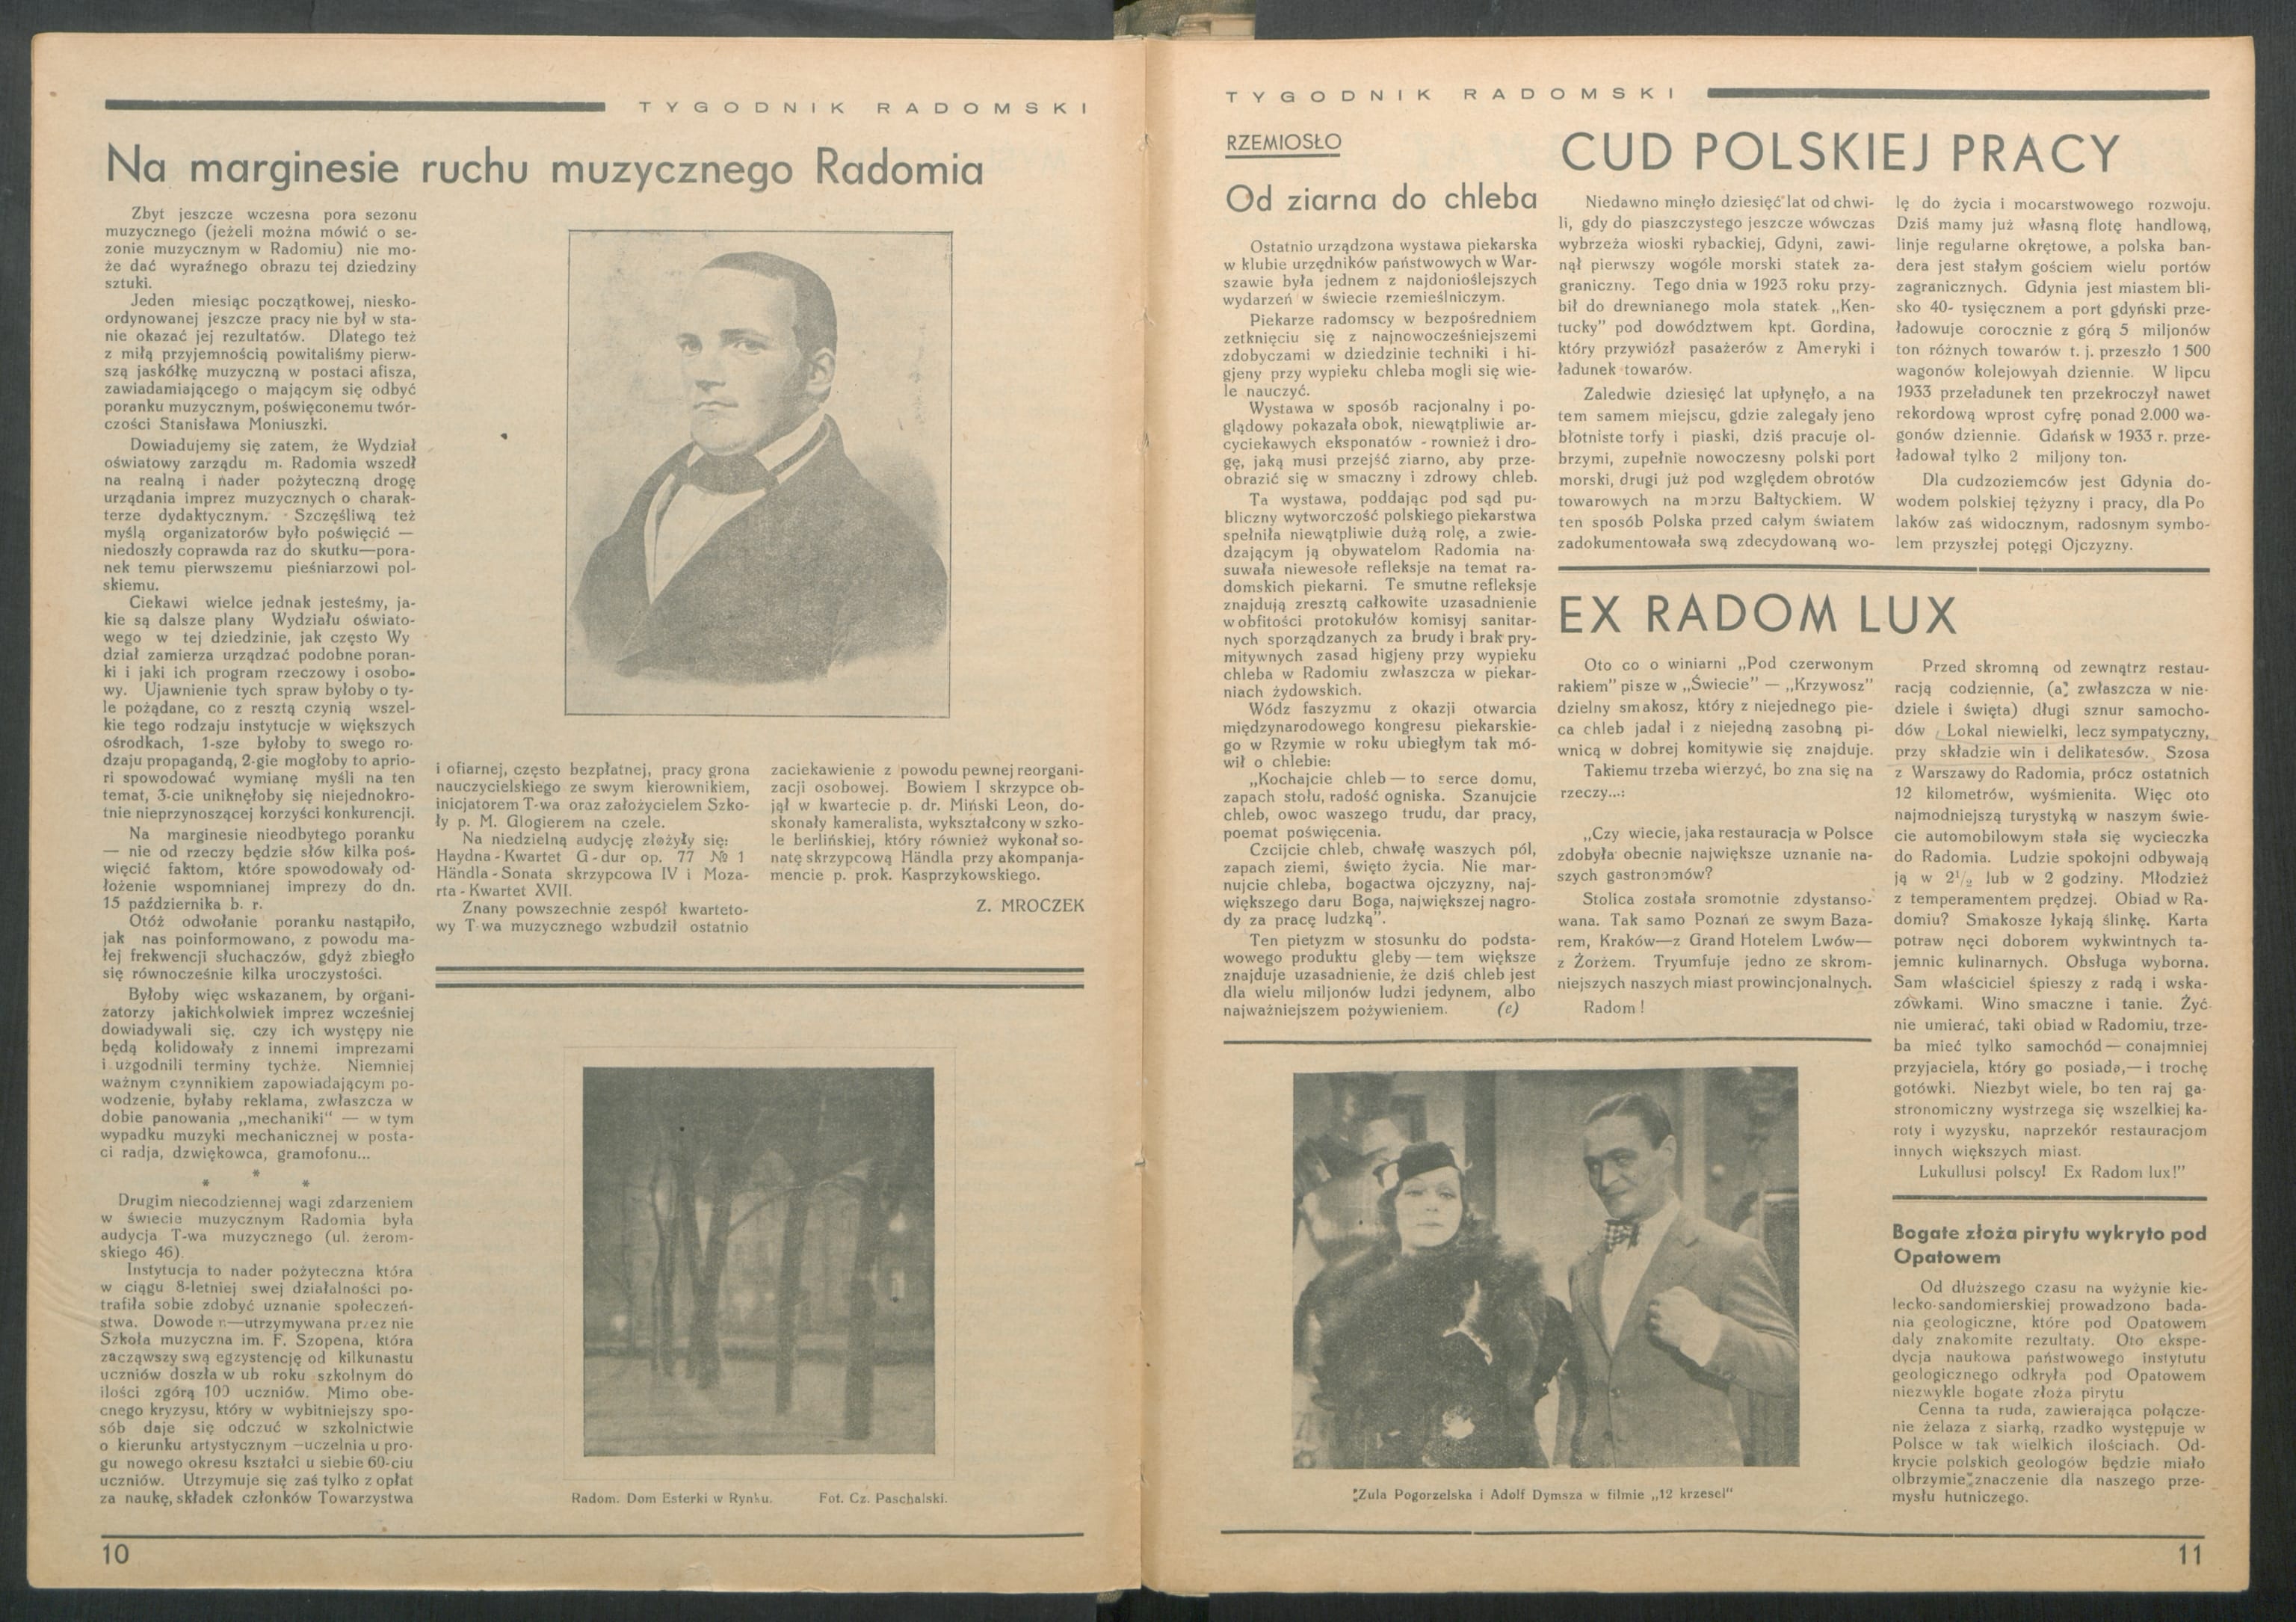 TYGODNIK RADOMSKI
Na marginesie ruchu muzycznego Radomia
Zbyt jeszcze wczesna pora sezonu
muzycznego (jeżeli można mówić o se-
zonie muzycznym w Radomiu) nie mo-
że dać wyraźnego obrazu tej dziedziny
sztuki.
Jeden miesiąc początkowej, niesko-
ordynowanej jeszcze pracy nie był w sta-
nie okazać jej rezultatów. Dlatego też
z miłą przyjemnością powitaliśmy pierw-
szą jaskółkę muzyczną w postaci afisza,
zawiadamiającego o mającym się odbyć
poranku muzycznym, poświęconemu twór-
czości Stanisława Moniuszki.
Dowiadujemy się zatem, że Wydział
oświatowy zarządu m. Radomia wszedł
na realną i nader pożyteczną drogę
urządania imprez muzycznych o charak-
terze dydaktycznym. Szczęśliwą też
myślą organizatorów było poświęcić —
niedoszły coprawda raz do skutku—pora-
nek temu pierwszemu pieśniarzowi pol-
skiemu.
Ciekawi wielce jednak jesteśmy, ja-
kie są dalsze plany Wydziału oświato-
wego w tej dziedzinie, jak często Wy
dział zamierza urządzać podobne poran-
ki i jaki ich program rzeczowy i osobo-
wy. Ujawnienie tych spraw byłoby o ty-
le pożądane, co z resztą czynią wszel-
kie tego rodzaju instytucje w większych
ośrodkach, 1-sze byłoby to swego ro-
dzaju propagandą, 2-gie mogłoby to aprio-
ri spowodować wymianę myśli na ten
temat, 3-cie uniknęłoby się niejednokro-
tnie nieprzynoszącej korzyści konkurencji.
Na marginesie nieodbytego poranku
— nie od rzeczy będzie słów kilka poś-
więcić faktom, które spowodowały od-
łożenie wspomnianej imprezy do dn.
15 października b. r.
Otóż odwołanie poranku nastąpiło,
jak nas poinformowano, z powodu ma-
łej frekwencji słuchaczów, gdyż zbiegło
się równocześnie kilka uroczystości.
Byłoby więc wskazanem, by organi-
zatorzy jakichkolwiek imprez wcześniej
dowiadywali się, czy ich występy nie
będą kolidowały z innemi imprezami
i uzgodnili terminy tychże. Niemniej
ważnym czynnikiem zapowiadającym po-
wodzenie, byłaby reklama, zwłaszcza w
dobie panowania „mechaniki" — w tym
wypadku muzyki mechanicznej w posta-
ci radja, dzwiękowca, gramofonu...
*
* *
Drugim niecodziennej wagi zdarzeniem
w świecie muzycznym Radomia była
audycja T-wa muzycznego (ul. żerom-
skiego 46).
Instytucja to nader pożyteczna która
w ciągu 8-letniej swej działalności po-
trafiła sobie zdobyć uznanie społeczeń-
stwa. Dowode n—utrzymywana przez nie
Szkoła muzyczna im. F. Szopena, która
zacząwszy swą egzystencję od kilkunastu
uczniów doszła w ub roku szkolnym do
ilości zgórą 100 uczniów. Mimo obe-
cnego kryzysu, który w wybitniejszy spo-
sób daje się odczuć w szkolnictwie
o kierunku artystycznym —uczelnia u pro-
gu nowego okresu kształci u siebie 60-ciu
uczniów. Utrzymuje się zaś tylko z opłat
za naukę, składek członków Towarzystwa
i ofiarnej, często bezpłatnej, pracy grona
nauczycielskiego ze swym kierownikiem,
inicjatorem T-wa oraz założycielem Szko-
ły p. M. Glogierem na czele.
Na niedzielną audycję złożyły się:
Haydna - Kwartet G - dur op. 77 № 1
Händla - Sonata skrzypcowa IV i Moza-
rta - Kwartet XVII.
Znany powszechnie zespół kwarteto-
wy T wa muzycznego wzbudził ostatnio
zaciekawienie z powodu pewnej reorgani-
zacji osobowej. Bowiem I skrzypce ob-
jął w kwartecie p. dr. Miński Leon, do-
skonały kameralista, wykształcony w szko-
le berlińskiej, który również wykonał so-
natę skrzypcową Händla przy akompanja-
mencie p. prok. Kasprzykowskiego.
Z. MROCZEK
Radom. Dom Esterki w Rynku. Fot. Cz. Paschalski.
10
TYGODNIK RADOMSKI
RZEMIOSŁO
Od ziarna do chleba
Ostatnio urządzona wystawa piekarska
w klubie urzędników państwowych w War-
szawie była jednem z najdonioślejszych
wydarzeń w świecie rzemieślniczym.
Piekarze radomscy w bezpośredniem
zetknięciu się z najnowocześniejszemi
zdobyczami w dziedzinie techniki i hi-
gjeny przy wypieku chleba mogli się wie-
le nauczyć.
Wystawa w sposób racjonalny i po-
glądowy pokazała obok, niewątpliwie ar-
cyciekawych eksponatów - rownież i dro-
gę, jaką musi przejść ziarno, aby prze-
obrazić się w smaczny i zdrowy chleb.
Ta wystawa, poddając pod sąd pu-
bliczny wytworczość polskiego piekarstwa
spełniła niewątpliwie dużą rolę, a zwie-
dzającym ją obywatelom Radomia na-
suwała niewesołe refleksje na temat ra-
domskich piekarni. Te smutne refleksje
znajdują zresztą całkowite uzasadnienie
w obfitości protokułów komisyj sanitar-
nych sporządzanych za brudy i brak pry-
mitywnych zasad higjeny przy wypieku
chleba w Radomiu zwłaszcza w piekar-
niach żydowskich.
Wódz faszyzmu z okazji otwarcia
międzynarodowego kongresu piekarskie-
go w Rzymie w roku ubiegłym tak mó-
wił o chlebie:
„Kochajcie chleb — to serce domu,
zapach stołu, radość ogniska. Szanujcie
chleb, owoc waszego trudu, dar pracy,
poemat poświęcenia.
Czcijcie chleb, chwałę waszych pól,
zapach ziemi, święto życia. Nie mar-
nujcie chleba, bogactwa ojczyzny, naj-
większego daru Boga, największej nagro-
dy za pracę ludzką".
Ten pietyzm w stosunku do podsta-
wowego produktu gleby — tem większe
znajduje uzasadnienie, że dziś chleb jest
dla wielu miljonów ludzi jedynem, albo
najważniejszem pożywieniem. (e)
CUD POLSKIEJ PRACY
Niedawno minęło dziesięć lat od chwi-
li, gdy do piaszczystego jeszcze wówczas
wybrzeża wioski rybackiej, Gdyni, zawi-
nął pierwszy wogóle morski statek za-
graniczny. Tego dnia w 1923 roku przy-
bił do drewnianego mola statek „Ken-
tucky" pod dowództwem kpt. Gordina,
który przywiózł pasażerów z Ameryki i
ładunek towarów.
Zaledwie dziesięć lat upłynęło, a na
tem samem miejscu, gdzie zalegały jeno
błotniste torfy i piaski, dziś pracuje ol-
brzymi, zupełnie nowoczesny polski port
morski, drugi już pod względem obrotów
towarowych na morzu Bałtyckiem. W
ten sposób Polska przed całym światem
zadokumentowała swą zdecydowaną wo-
lę do życia i mocarstwowego rozwoju.
Dziś mamy już własną flotę handlową,
linje regularne okrętowe, a polska ban-
dera jest stałym gościem wielu portów
zagranicznych. Gdynia jest miastem bli-
sko 40- tysięcznem a port gdyński prze-
ładowuje corocznie z górą 5 miljonów
ton różnych towarów t. j. przeszło 1 500
wagonów kolejowyah dziennie. W lipcu
1933 przeładunek ten przekroczył nawet
rekordową wprost cyfrę ponad 2.000 wa-
gonów dziennie. Gdańsk w 1933 r. prze-
ładował tylko 2 miljony ton.
Dla cudzoziemców jest Gdynia do-
wodem polskiej tężyzny i pracy, dla Po
laków zaś widocznym, radosnym symbo-
lem przyszłej potęgi Ojczyzny.
EX RADOM LUX
Oto co o winiarni „Pod czerwonym
rakiem" pisze w „Świecie" — „Krzywosz"
dzielny smakosz, który z niejednego pie-
ca chleb jadał i z niejedną zasobną pi-
wnicą w dobrej komitywie się znajduje.
Takiemu trzeba wierzyć, bo zna się na
rzeczy...:
„Czy wiecie, jaka restauracja w Polsce
zdobyła obecnie największe uznanie na-
szych gastronomów?
Stolica została sromotnie zdystanso-
wana. Tak samo Poznań ze swym Baza-
rem, Kraków—z Grand Hotelem Lwów—
z Żorżem. Tryumfuje jedno ze skrom-
niejszych naszych miast prowincjonalnych.
Radom !
Przed skromną od zewnątrz restau-
racją codziennie, (a zwłaszcza w nie-
dziele i święta) długi sznur samocho-
dów Lokal niewielki, lecz sympatyczny,
przy składzie win i delikatesów. Szosa
z Warszawy do Radomia, prócz ostatnich
12 kilometrów, wyśmienita. Więc oto
najmodniejszą turystyką w naszym świe-
cie automobilowym stała się wycieczka
do Radomia. Ludzie spokojni odbywają
ją w 2½ lub w 2 godziny. Młodzież
z temperamentem prędzej. Obiad w Ra-
domiu? Smakosze łykają ślinkę. Karta
potraw nęci doborem wykwintnych ta-
jemnic kulinarnych. Obsługa wyborna.
Sam właściciel śpieszy z radą i wska-
zówkami. Wino smaczne i tanie. Żyć
nie umierać, taki obiad w Radomiu, trze-
ba mieć tylko samochód — conajmniej
przyjaciela, który go posiada,— i trochę
gotówki. Niezbyt wiele, bo ten raj ga-
stronomiczny wystrzega się wszelkiej ka-
roty i wyzysku, naprzekór restauracjom
innych większych miast.
Lukullusi polscy! Ex Radom lux!"
Zula Pogorzelska i Adolf Dymsza w filmie „12 krzeseł"
Bogate złoża pirytu wykryto pod
Opatowem
Od dłuższego czasu na wyżynie kie-
lecko-sandomierskiej prowadzono bada-
nia geologiczne, które pod Opatowem
dały znakomite rezultaty. Oto ekspe-
dycja naukowa państwowego instytutu
geologicznego odkryła pod Opatowem
niezwykle bogate złoża pirytu
Cenna ta ruda, zawierająca połącze-
nie żelaza z siarką, rzadko występuje w
Polsce w tak wielkich ilościach. Od-
krycie polskich geologów będzie miało
olbrzymie znaczenie dla naszego prze-
mysłu hutniczego.
11